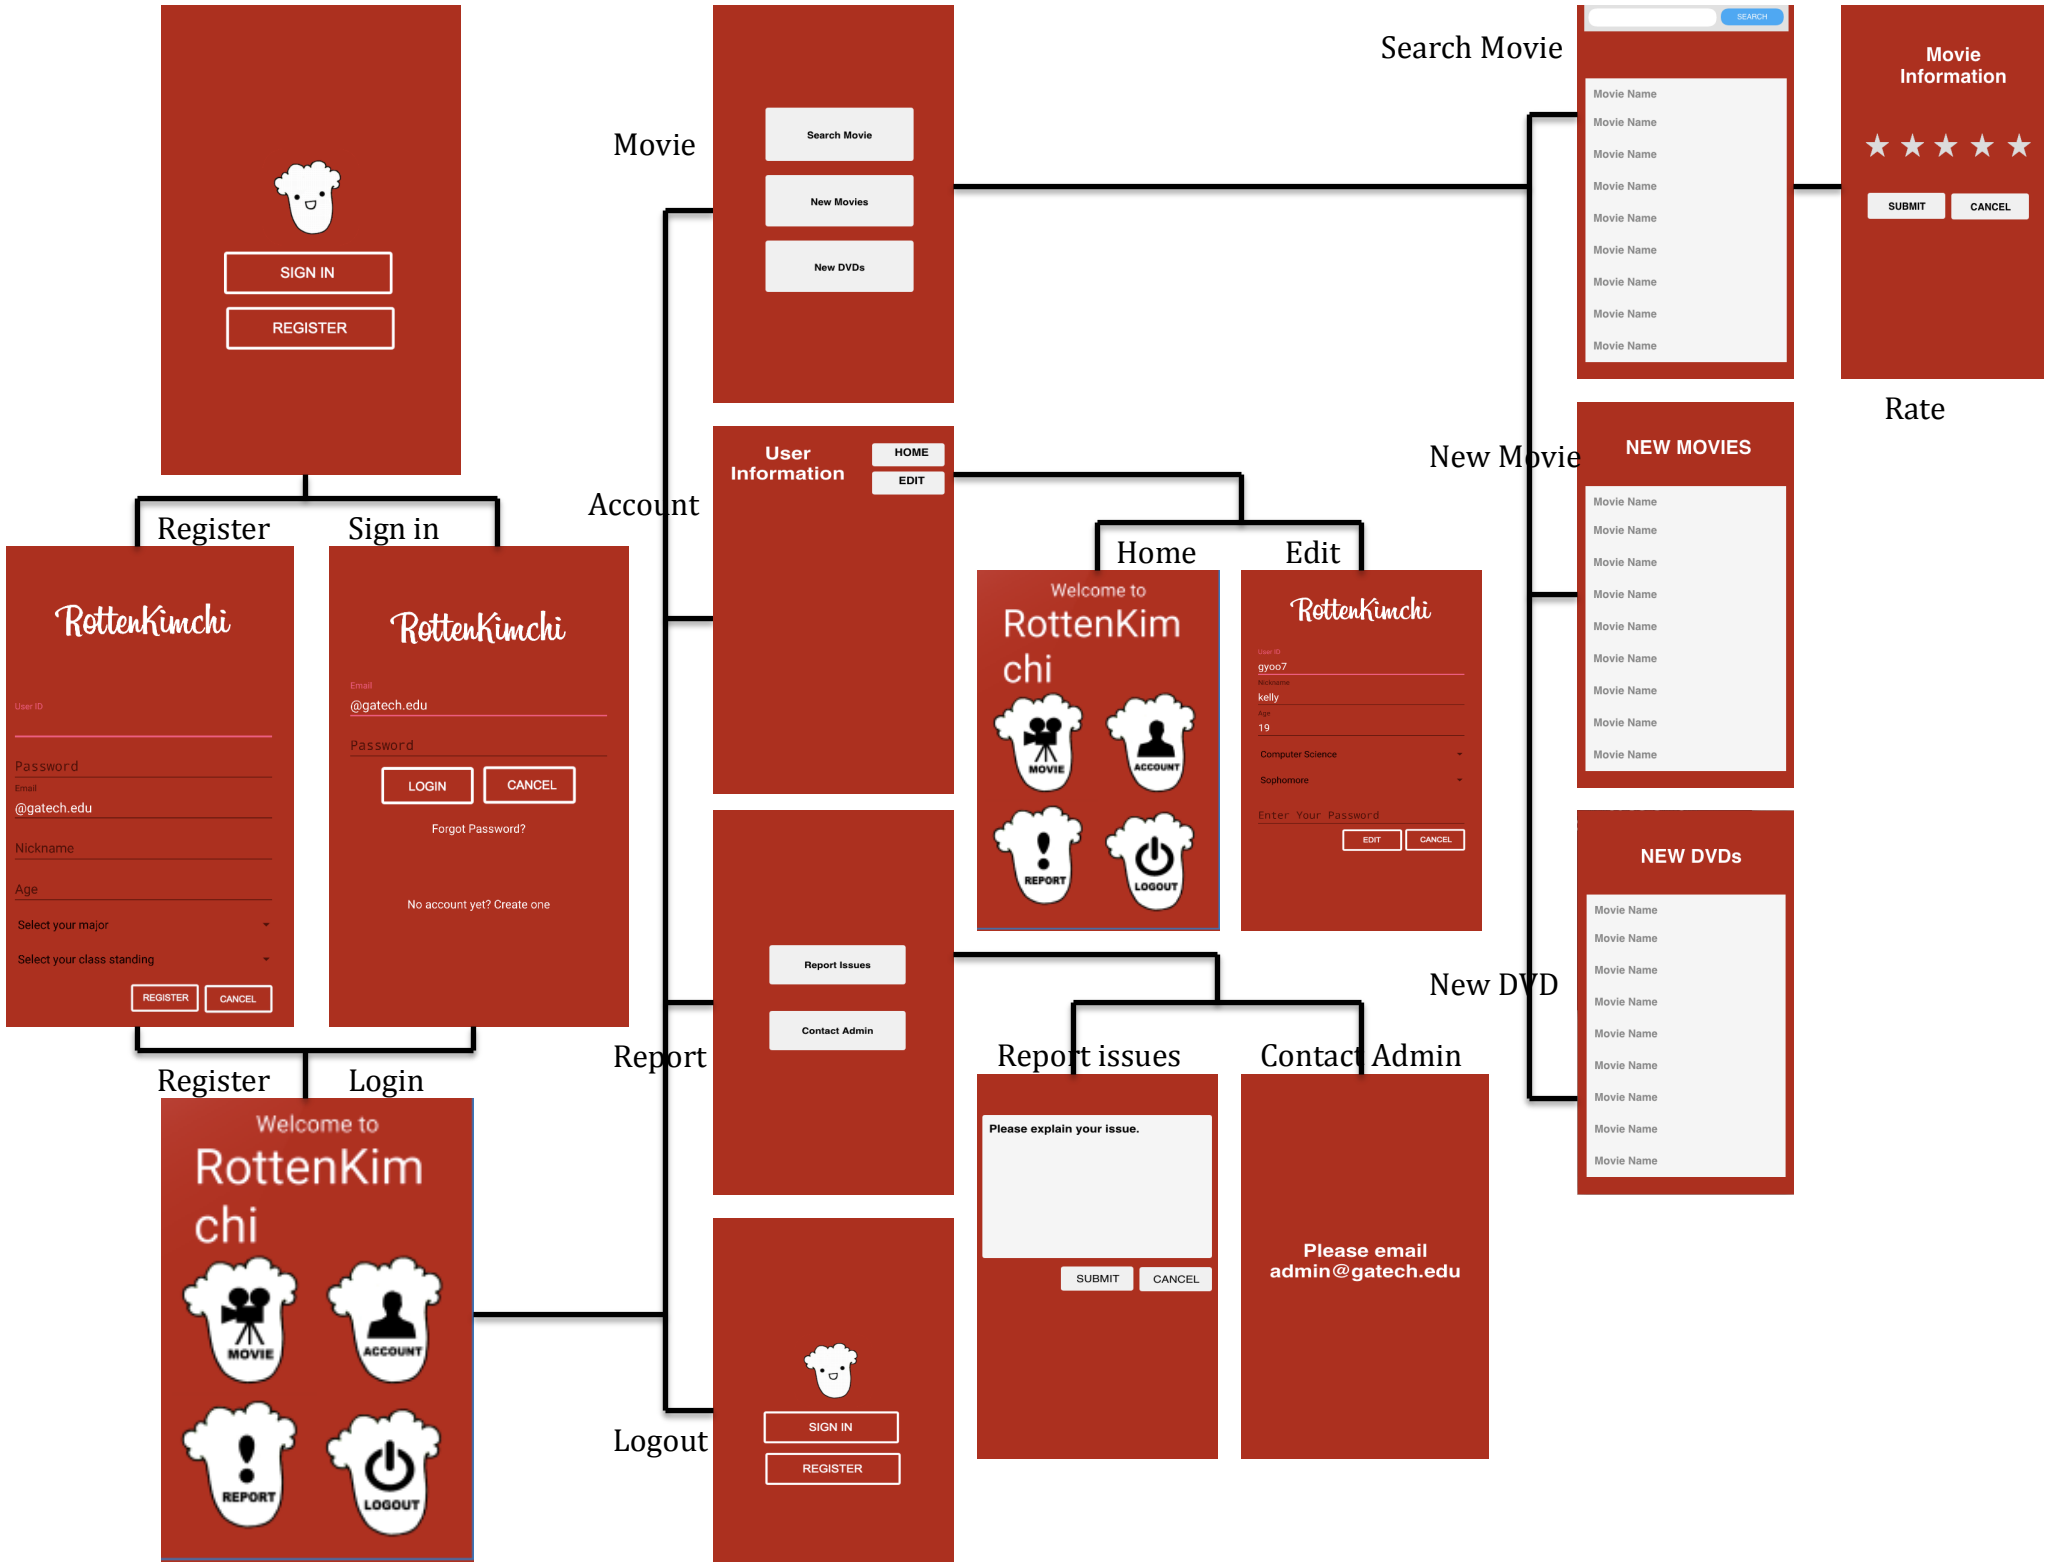 SIGN IN
REGISTER
Register
Sign in
RottenKimchi
User ID
Password
Email
@gatech.edu
Nickname
Age
Select your major
Select your class standing
REGISTER
CANCEL
RottenKimchi
Email
@gatech.edu
Password
LOGIN
CANCEL
Forgot Password?
No account yet? Create one
Register
Login
Welcome to
RottenKim
chi
MOVIE
ACCOUNT
REPORT
LOGOUT
Movie
Search Movie
New Movies
New DVDs
Account
User
Information
HOME
EDIT
Home
Edit
Welcome to
RottenKim
chi
MOVIE
ACCOUNT
REPORT
LOGOUT
RottenKimchi
User ID
gyoo7
Nickname
kelly
Age
19
Computer Science
Sophomore
Enter Your Password
EDIT
CANCEL
Report
Report Issues
Contact Admin
Report issues
Contact Admin
Please explain your issue.
SUBMIT
CANCEL
Please email
admin@gatech.edu
Logout
SIGN IN
REGISTER
Search Movie
SEARCH
Movie Name
Movie Name
Movie Name
Movie Name
Movie Name
Movie Name
Movie Name
Movie Name
Movie Name
Movie
Information
SUBMIT
CANCEL
Rate
New Movie
NEW MOVIES
Movie Name
Movie Name
Movie Name
Movie Name
Movie Name
Movie Name
Movie Name
Movie Name
Movie Name
New DVD
NEW DVDs
Movie Name
Movie Name
Movie Name
Movie Name
Movie Name
Movie Name
Movie Name
Movie Name
Movie Name